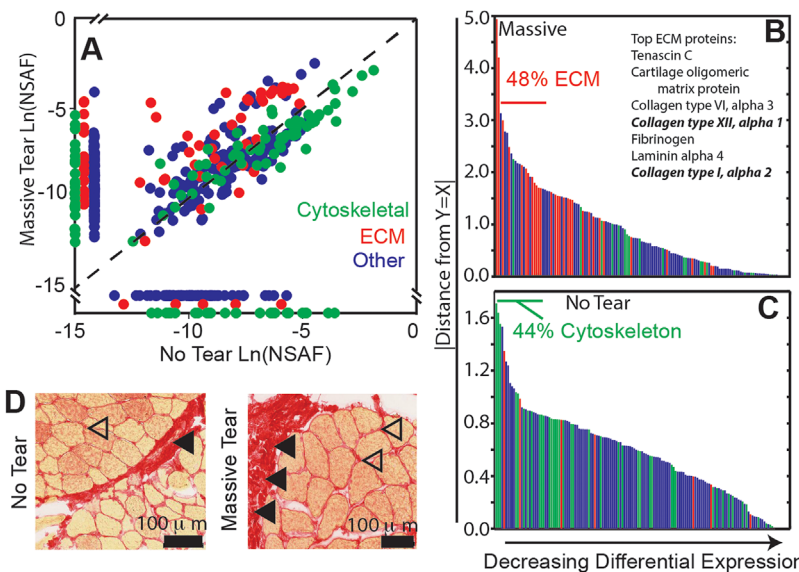 A
0
-5
-10
-15
Massive Tear Ln(NSAF)
Cytoskeletal
ECM
Other
-15
-10
-5
0
No Tear Ln(NSAF)
B
5.0
4.0
3.0
2.0
1.0
0.0
Massive
48% ECM
Top ECM proteins:
Tenascin C
Cartilage oligomeric
matrix protein
Collagen type VI, alpha 3
Collagen type XII, alpha 1
Fibrinogen
Laminin alpha 4
Collagen type I, alpha 2
|Distance from Y=X|
C
1.6
1.2
0.8
0.4
0.0
No Tear
44% Cytoskeleton
Decreasing Differential Expression
D
No Tear
100 µ m
Massive Tear
100 µ m